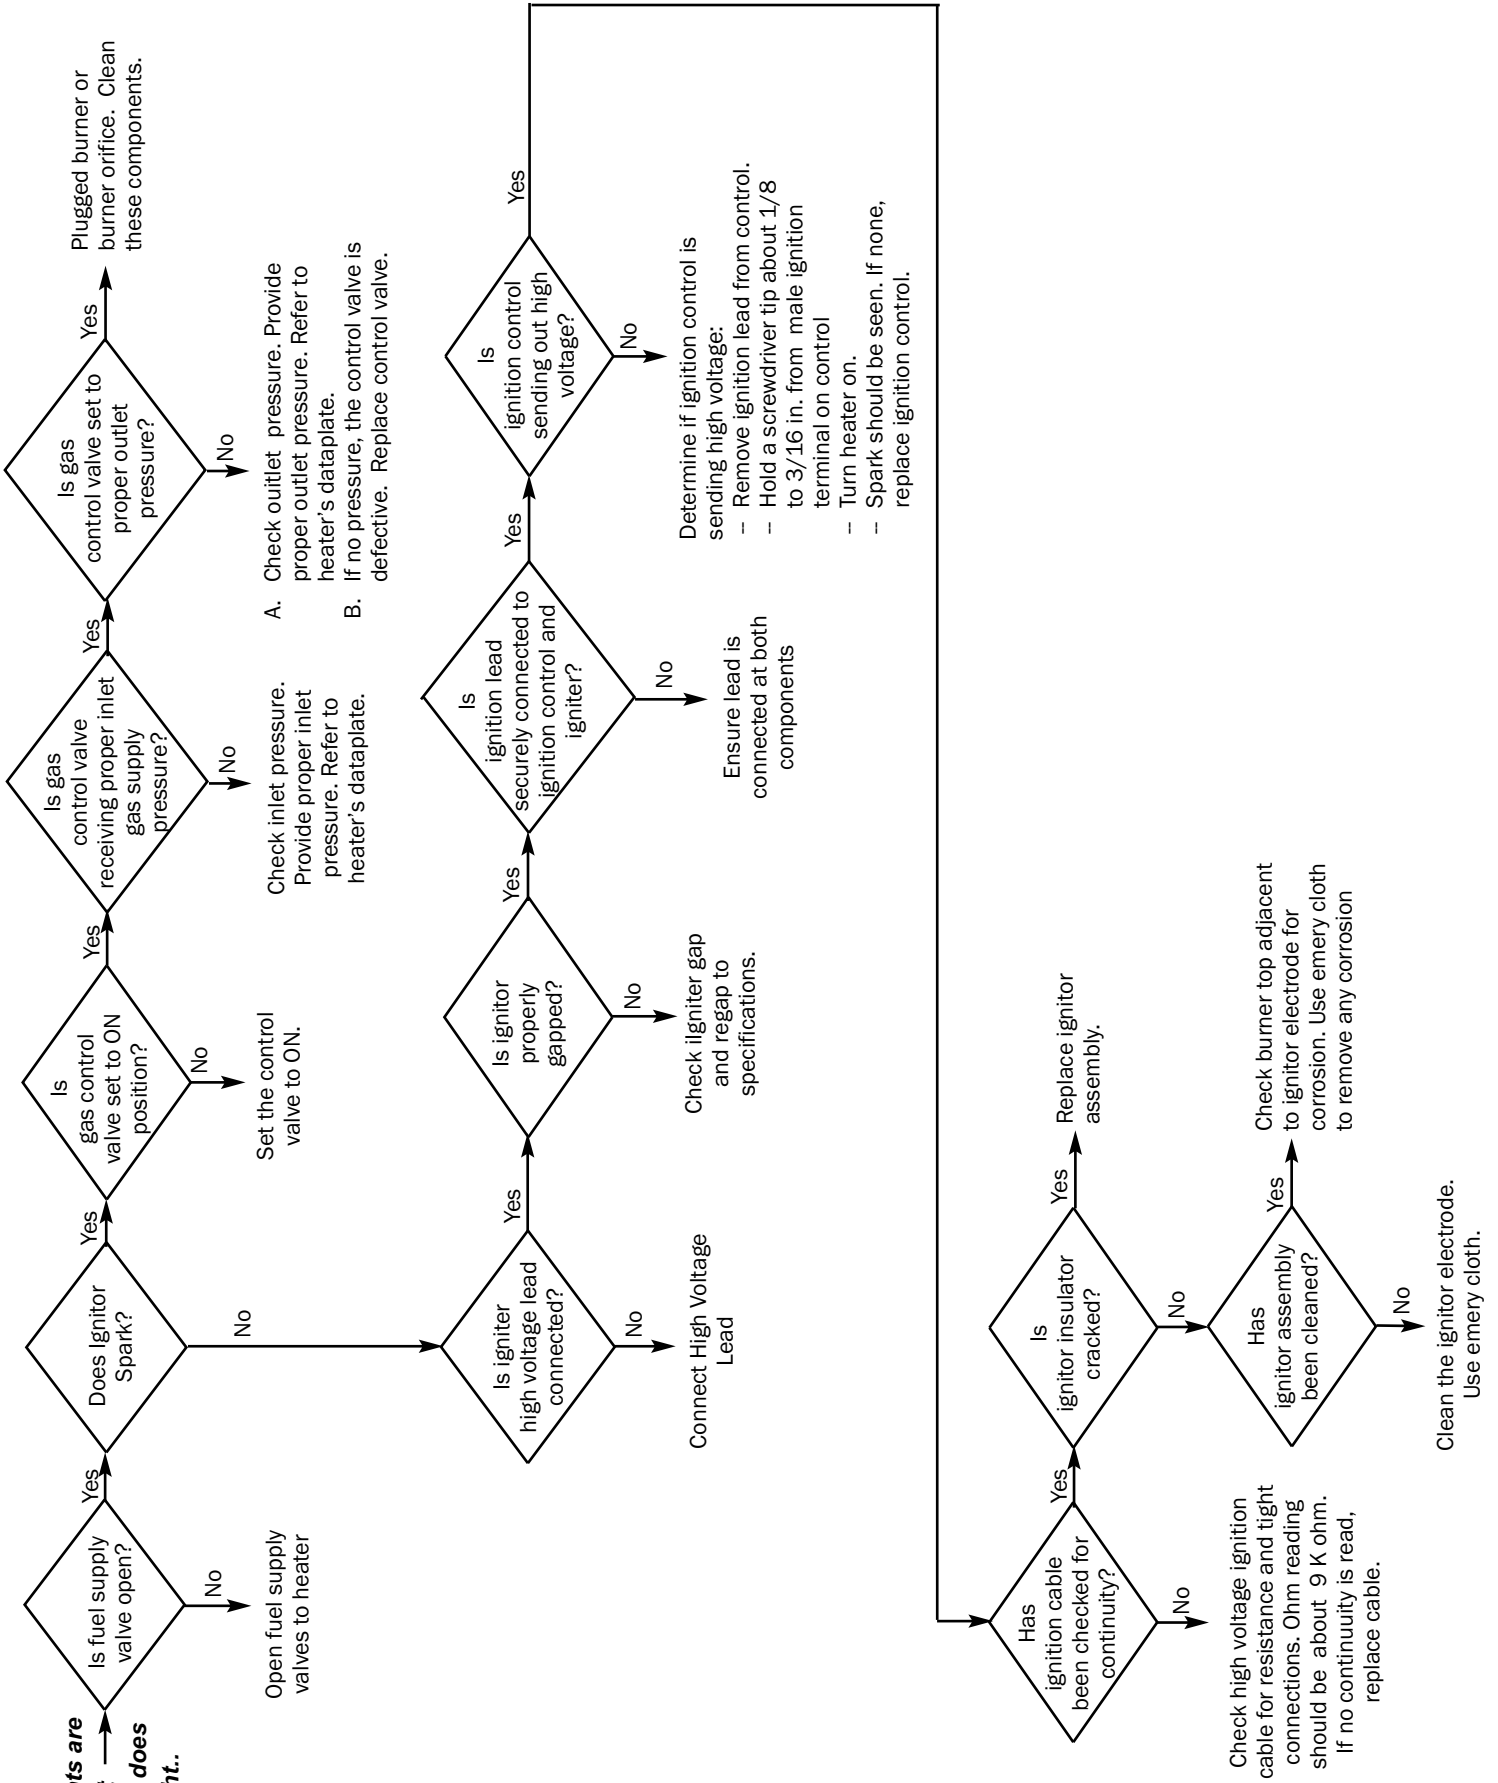 ts are
does
ht..
Is fuel supply
valve open?
Yes
No
Open fuel supply
valves to heater
Does Ignitor
Spark?
Yes
No
Is
gas control
valve set to ON
position?
Yes
No
Set the control
valve to ON.
Is gas
control valve
receiving proper inlet
gas supply
pressure?
Yes
No
Check inlet pressure.
Provide proper inlet
pressure. Refer to
heater's dataplate.
Is gas
control valve set to
proper outlet
pressure?
Yes
Plugged burner or
burner orifice. Clean
these components.
No
A. Check ouitlet pressure. Provide
proper outlet pressure. Refer to
heater's dataplate.
B. If no pressure, the control valve is
defective. Replace control valve.
Is igniter
high voltage lead
connected?
Yes
No
Connect High Voltage
Lead
Is ignitor
properly
gapped?
Yes
No
Check ilgniter gap
and regap to
specifications.
Is
ignition lead
securely connected to
ignition control and
igniter?
Yes
No
Ensure lead is
connected at both
components
Is
ignition control
sending out high
voltage?
Yes
No
Determine if ignition control is
sending high voltage:
-- Remove ignition lead from control.
-- Hold a screwdriver tip about 1/8
to 3/16 in. from male ignition
terminal on control
-- Turn heater on.
-- Spark should be seen. If none,
replace ignition control.
Has
ignition cable
been checked for
continuity?
Yes
No
Check high voltage ignition
cable for resistance and tight
connections. Ohm reading
should be about 9 K ohm.
If no continuuity is read,
replace cable.
Is
ignitor insulator
cracked?
Yes
Replace ignitor
assembly.
No
Has
ignitor assembly
been cleaned?
Yes
Check burner top adjacent
to ignitor electrode for
corrosion. Use emery cloth
to remove any corrosion
No
Clean the ignitor electrode.
Use emery cloth.